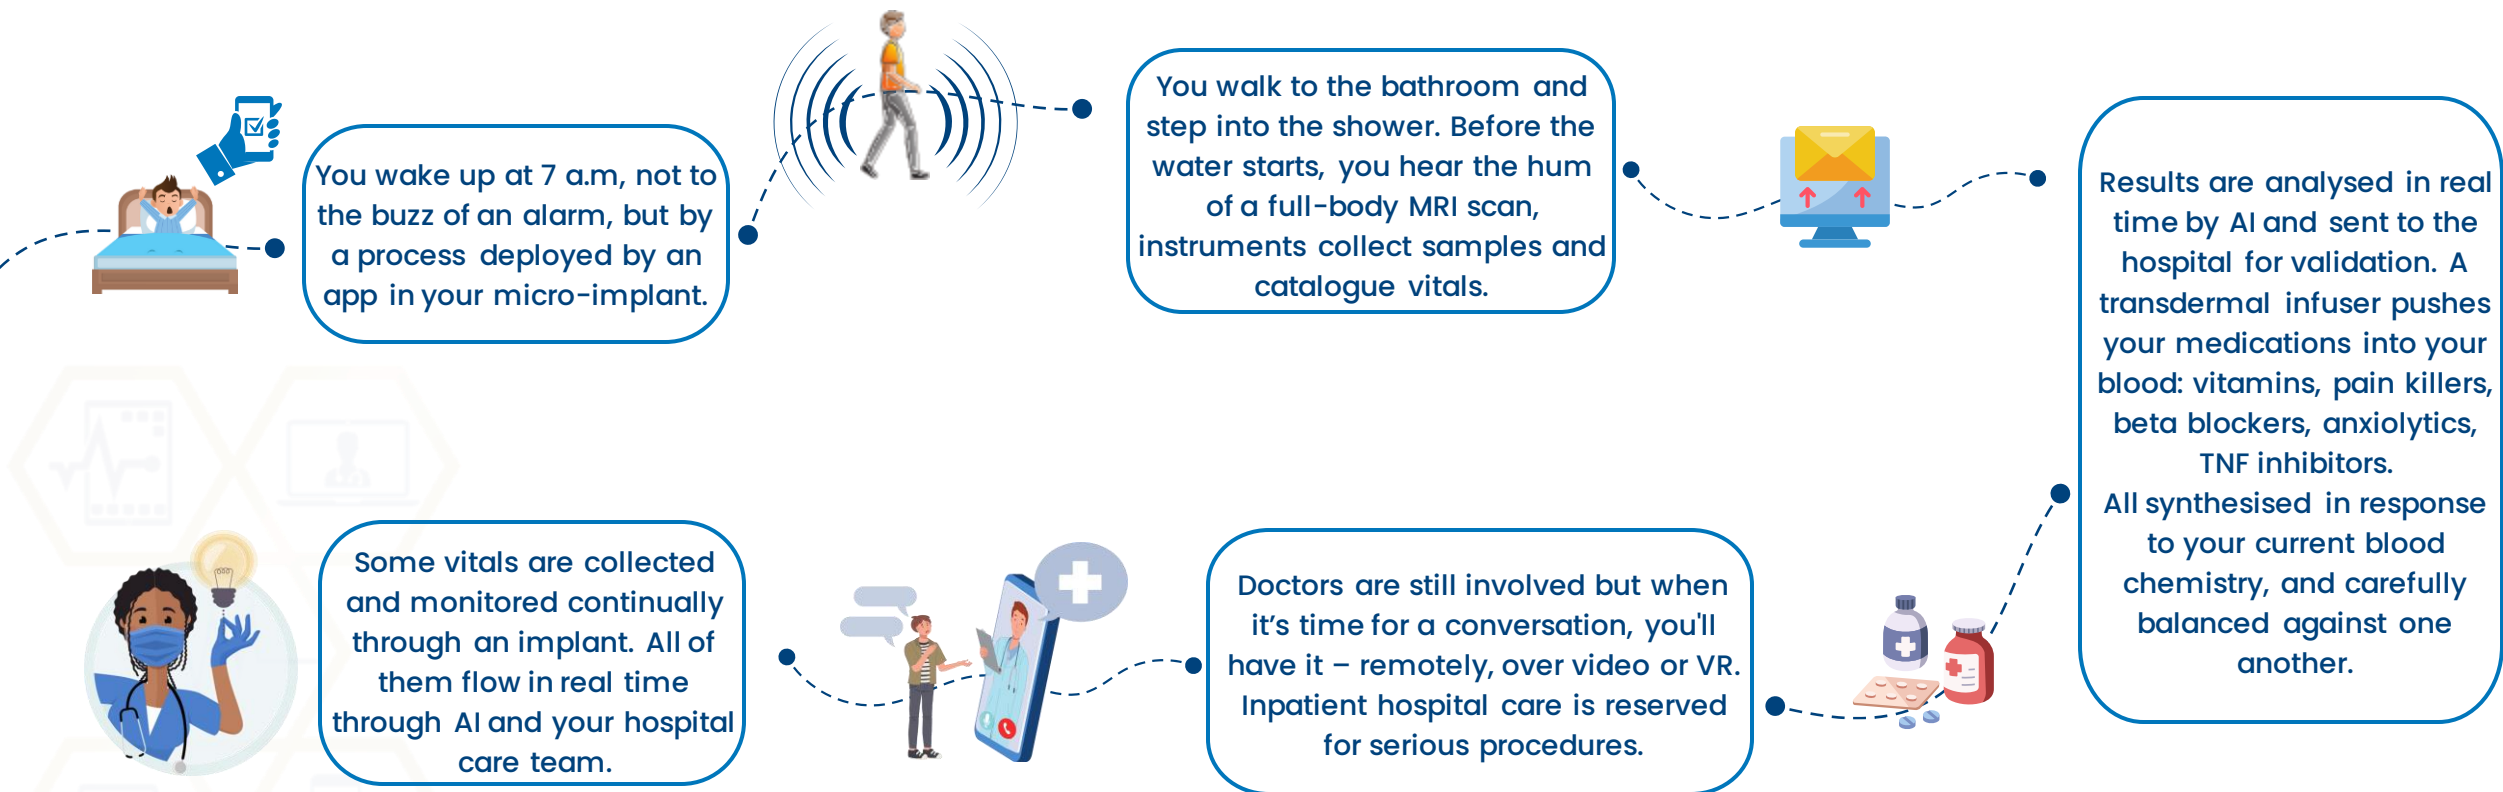 You wake up at 7 a.m, not to
the buzz of an alarm, but by
a process deployed by an
app in your micro-implant.
You walk to the bathroom and
step into the shower. Before the
water starts, you hear the hum
of a full-body MRI scan,
instruments collect samples and
catalogue vitals.
Results are analysed in real
time by AI and sent to the
hospital for validation. A
transdermal infuser pushes
your medications into your
blood: vitamins, pain killers,
beta blockers, anxiolytics,
TNF inhibitors.
All synthesised in response
to your current blood
chemistry, and carefully
balanced against one
another.
Doctors are still involved but when
it’s time for a conversation, you'll
have it – remotely, over video or VR.
Inpatient hospital care is reserved
for serious procedures.
Some vitals are collected
and monitored continually
through an implant. All of
them flow in real time
through AI and your hospital
care team.